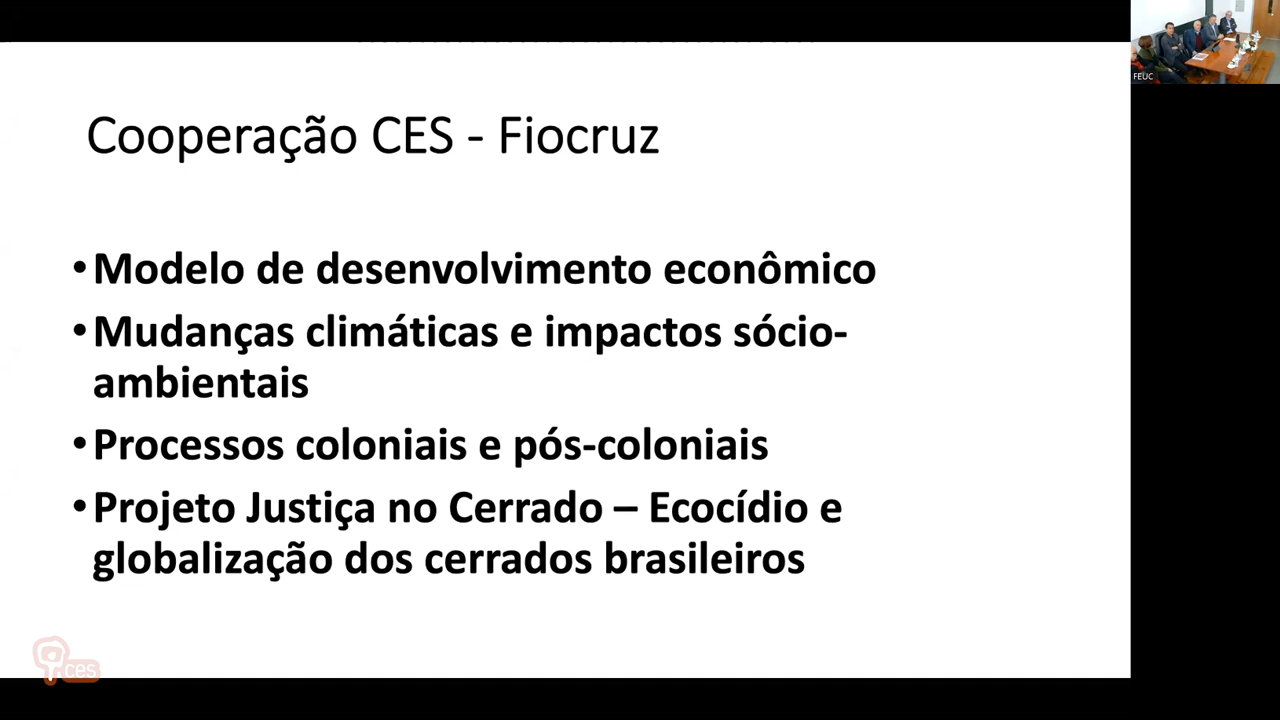 FEUC
Cooperação CES - Fiocruz
•Modelo de desenvolvimento econômico
•Mudanças climáticas e impactos sócio-
ambientais
•Processos coloniais e pós-coloniais
•Projeto Justiça no Cerrado – Ecocídio e
globalização dos cerrados brasileiros
ces